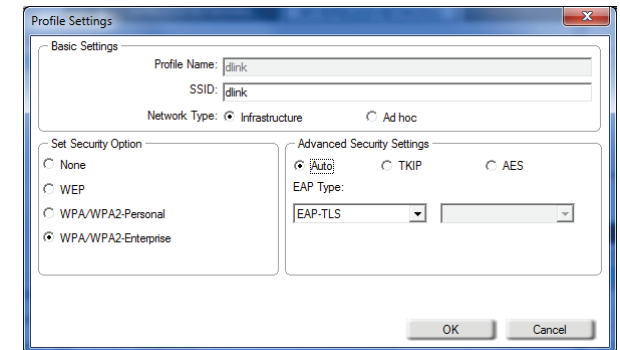 Profile Settings
Basic Settings
Profile Name: dlink
SSID: dlink
Network Type: Infrastructure Ad hoc
Set Security Option
None
WEP
WPA/WPA2-Personal
WPA/WPA2-Enterprise
Advanced Security Settings
Auto TKIP AES
EAP Type:
EAP-TLS
OK Cancel